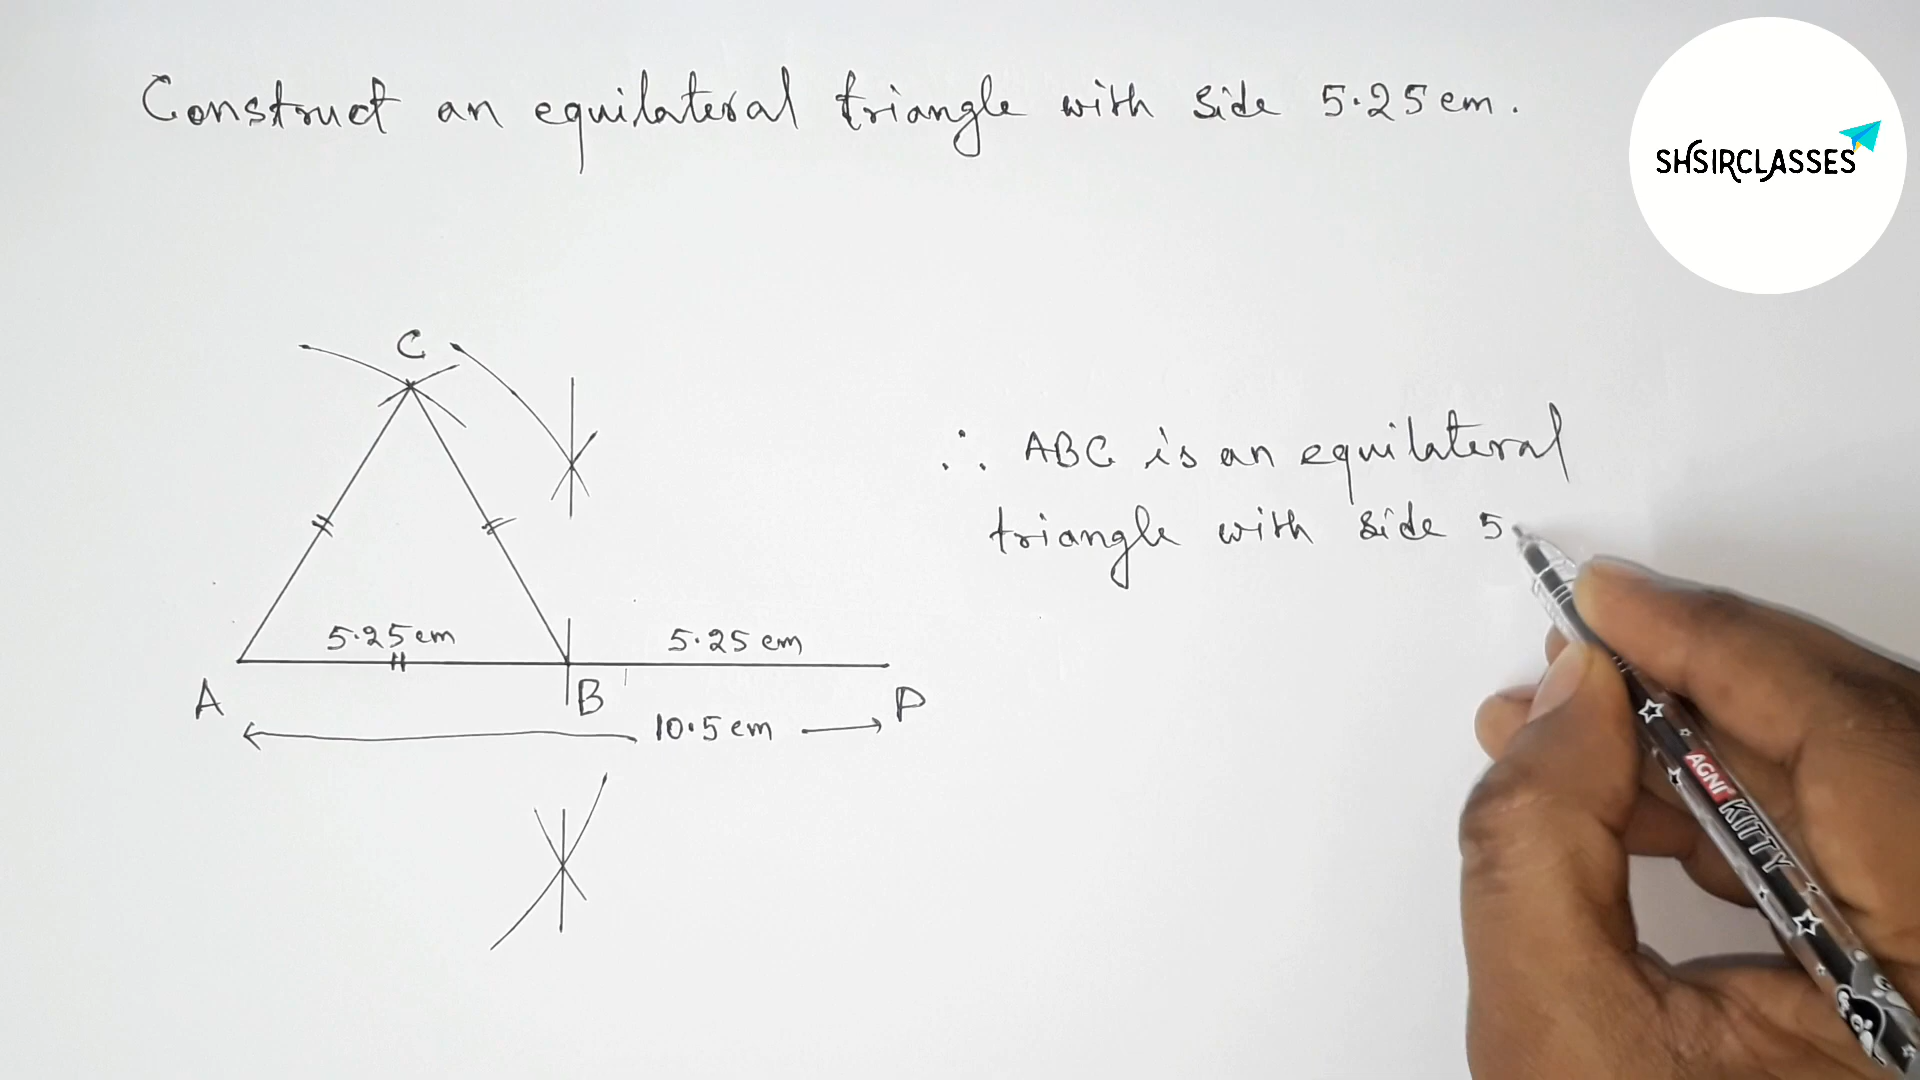 Construct an equilateral triangle with side 5.25 cm.
SHSIRCLASSES
C
∴ ABC is an equilateral
triangle with side 5
5.25 cm 5.25 cm
A B P
10.5 cm
AGNI KITTY